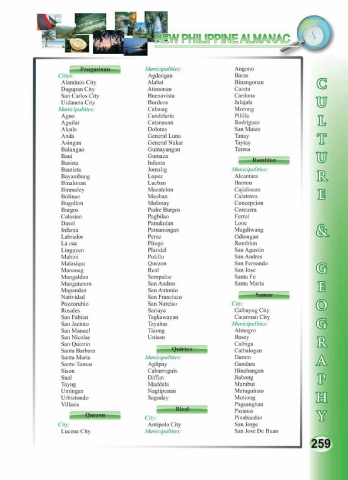 NEW PHILIPPINE ALMANAC
Pangasinan
Cities:
Alaminos City
Dagupan City
San Carlos City
Urdaneta City
Municipalities:
Agno
Aguilar
Alcala
Anda
Asingan
Balungao
Bani
Basista
Bautista
Bayambang
Binalonan
Binmaley
Bolinao
Bugallon
Burgos
Calasiao
Dasol
Infanta
Labrador
Laoac
Lingayen
Mabini
Malasiqui
Manaoag
Mangaldan
Mangatarem
Mapandan
Natividad
Pozzorubio
Rosales
San Fabian
San Jacinto
San Manuel
San Nicolas
San Quintin
Santa Barbara
Santa Maria
Santo Tomas
Sison
Sual
Tayug
Umingan
Urbiztondo
Villasis
Quezon
City:
Lucena City
Municipalities:
Agdangan
Alabat
Atimonan
Buenavista
Burdeos
Calauag
Candelaria
Catanauan
Dolores
General Luna
General Nakar
Guinayangan
Gumaca
Infanta
Jomalig
Lopez
Lucban
Macalelon
Mauban
Mulanay
Padre Burgos
Pagbilao
Panukulan
Patnanungan
Perez
Pitogo
Plaridel
Polillo
Quezon
Real
Sampaloc
San Andres
San Antonio
San Francisco
San Narciso
Sariaya
Tagkawayan
Tayabas
Tiaong
Unisan
Quirino
Municipalities:
Aglipay
Cabarroguis
Diffun
Maddela
Nagtipunan
Saguday
Rizal
City:
Antipolo City
Municipalities:
Angono
Baras
Binangonan
Cainta
Cardona
Jalajala
Morong
Pililla
Rodriguez
San Mateo
Tanay
Taytay
Teresa
Romblon
Municipalities:
Alcantara
Banton
Cajidiocan
Calatrava
Concepcion
Corcuera
Ferrol
Looc
Magdiwang
Odiongan
Romblon
San Agustin
San Andres
San Fernando
San Jose
Santa Fe
Santa Maria
Samar
City:
Calbayog City
Catarman City
Municipalities:
Almagro
Basey
Calbiga
Catbalogan
Daram
Gandara
Hinabangan
Jiabong
Marabut
Matuguinao
Motiong
Pagsanghan
Paranas
Pinabacdao
San Jorge
San Jose De Buan
CULTURE & GEOGRAPHY
259